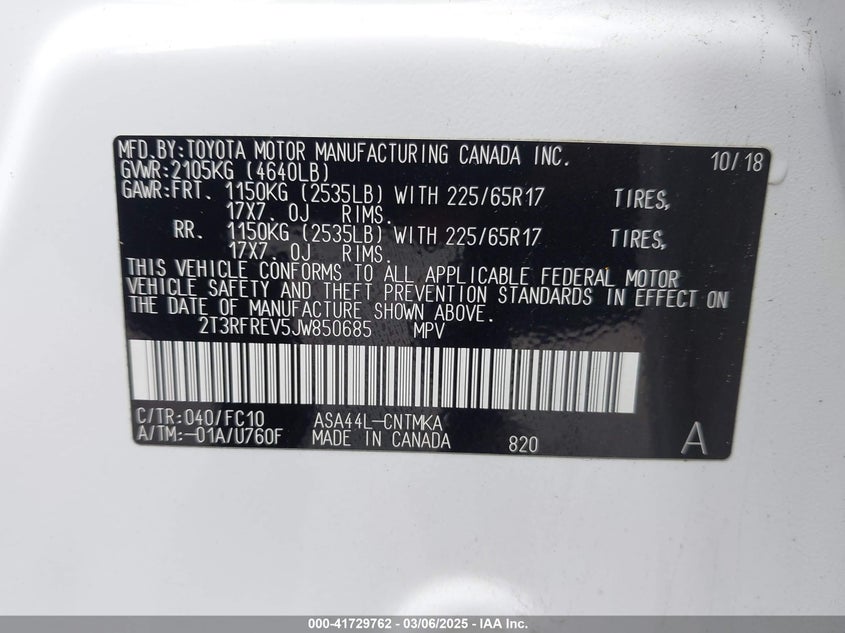 MFD.BY:TOYOTA MOTOR MANUFACTURING CANADA INC. 10/18
GVWR:2105KG (4640LB)
GAWR:FRT. 1150KG (2535LB) WITH 225/65R17 TIRES,
17X7.0J RIMS.
RR. 1150KG (2535LB) WITH 225/65R17 TIRES,
17X7.0J RIMS.
THIS VEHICLE CONFORMS TO ALL APPLICABLE FEDERAL MOTOR
VEHICLE SAFETY AND THEFT PREVENTION STANDARDS IN EFFECT ON
THE DATE OF MANUFACTURE SHOWN ABOVE.
2T3RFREV5JW850685 MPV
C/TR:040/FC10 ASA44L-CNTMKA
A/TM:-01A/U760F MADE IN CANADA 820 A
000-41729762 - 03/06/2025 - IAA Inc.